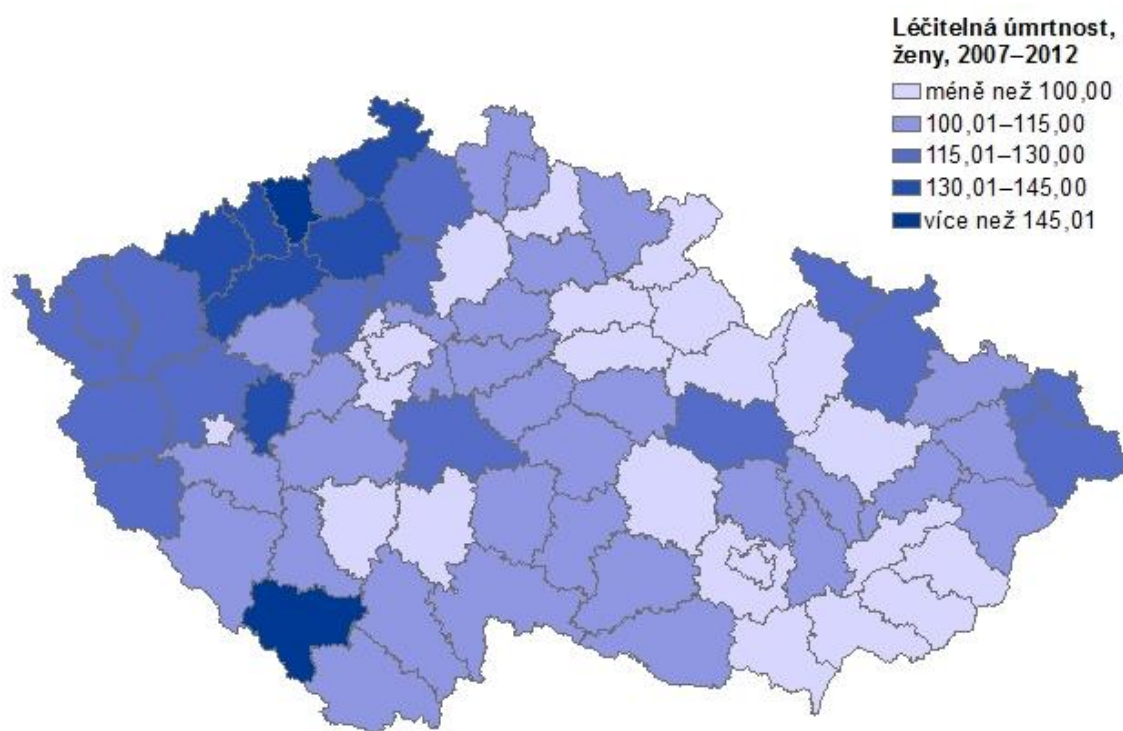 Léčitelná úmrtnost,
ženy, 2007–2012
méně než 100,00
100,01–115,00
115,01–130,00
130,01–145,00
více než 145,01